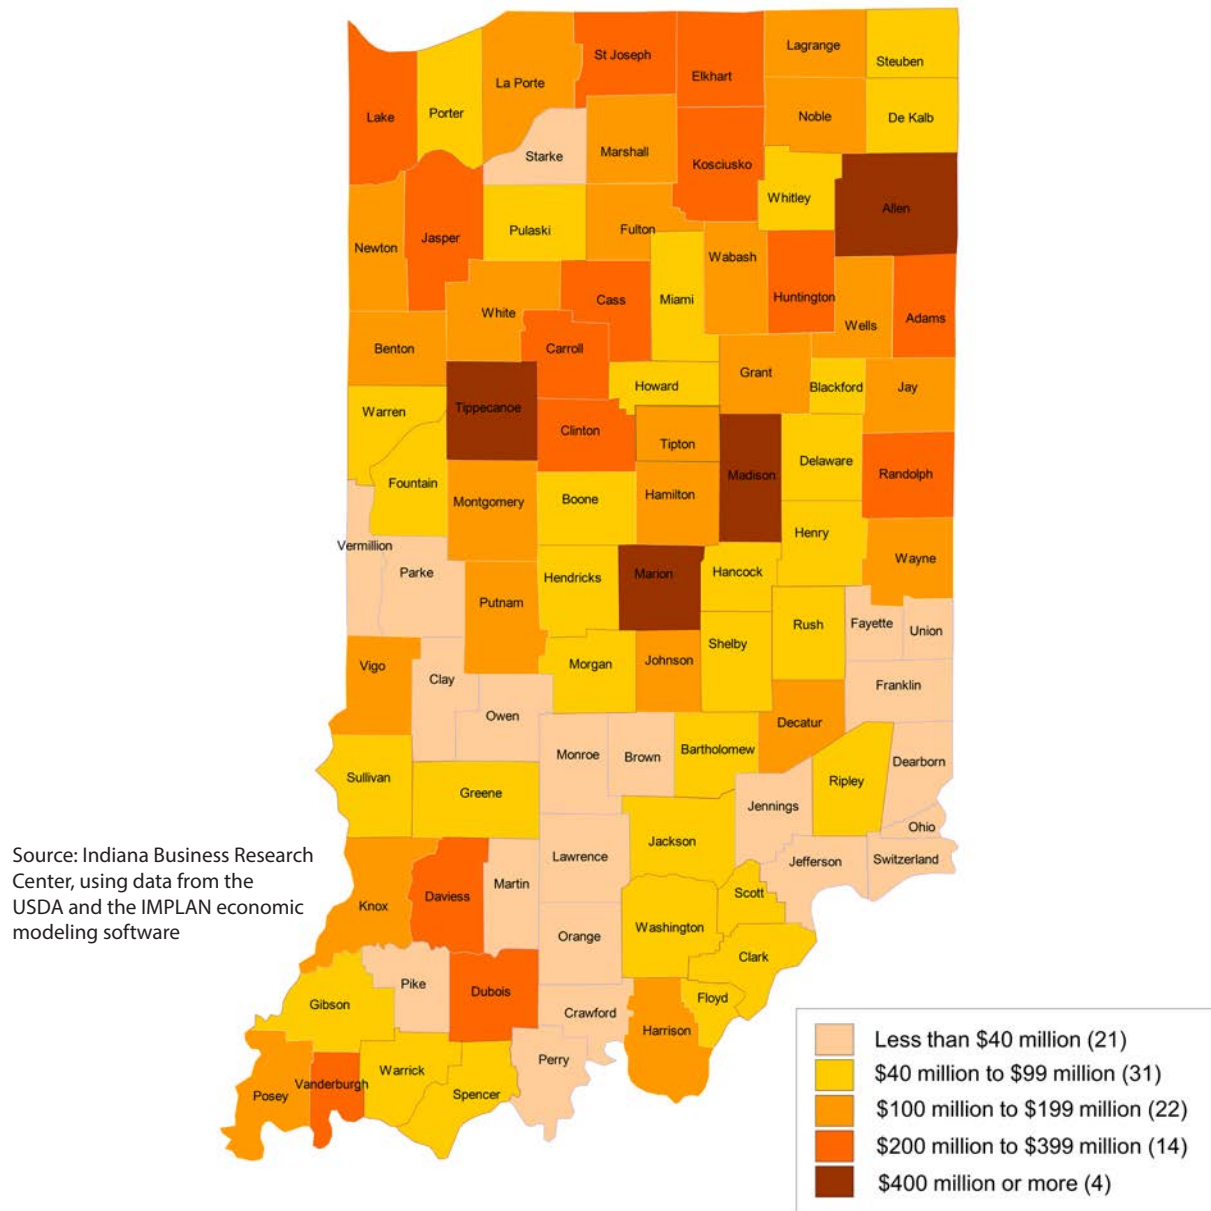 Lagrange
Steuben
St Joseph
Elkhart
La Porte
Porter
Lake
Noble
De Kalb
Starke
Marshall
Kosciusko
Whitley
Allen
Newton
Jasper
Pulaski
Fulton
Wabash
Miami
Huntington
Wells
Adams
White
Cass
Benton
Carroll
Grant
Howard
Blackford
Jay
Warren
Tippecanoe
Clinton
Tipton
Madison
Delaware
Randolph
Fountain
Montgomery
Boone
Hamilton
Henry
Vermillion
Parke
Hendricks
Marion
Hancock
Wayne
Putnam
Rush
Fayette
Union
Vigo
Clay
Morgan
Johnson
Shelby
Franklin
Owen
Decatur
Monroe
Brown
Bartholomew
Dearborn
Sullivan
Greene
Ripley
Jennings
Ohio
Jackson
Lawrence
Jefferson
Switzerland
Source: Indiana Business Research
Center, using data from the
USDA and the IMPLAN economic
modeling software
Knox
Daviess
Martin
Scott
Washington
Orange
Clark
Pike
Dubois
Gibson
Floyd
Crawford
Harrison
Perry
Posey
Vanderburgh
Warrick
Spencer
Less than $40 million (21)
$40 million to $99 million (31)
$100 million to $199 million (22)
$200 million to $399 million (14)
$400 million or more (4)